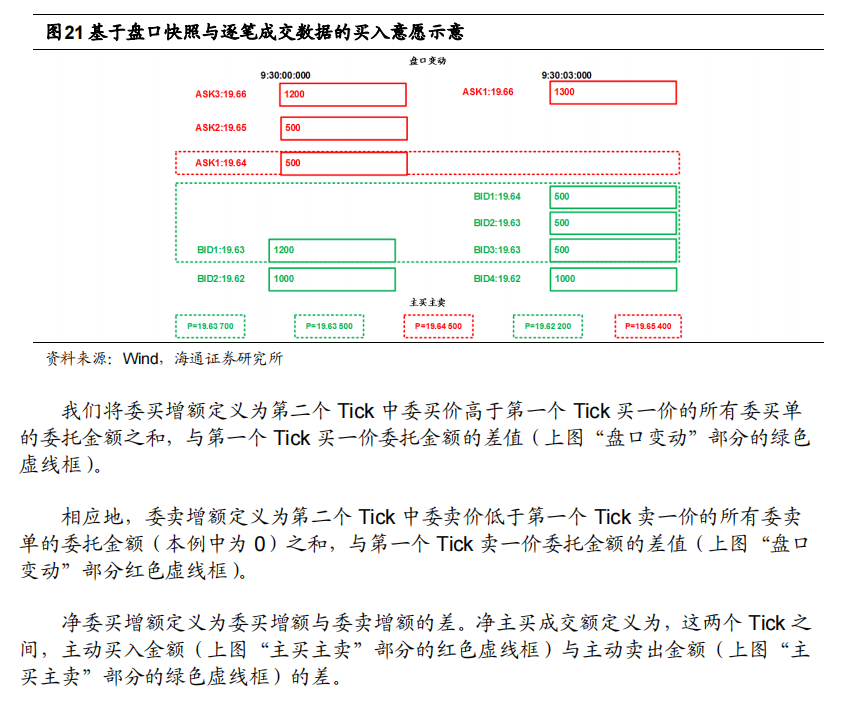 图21 基于盘口快照与逐笔成交数据的买入意愿示意
盘口变动
9:30:00:000 9:30:03:000
ASK3:19.66 1200 ASK1:19.66 1300
ASK2:19.65 500
ASK1:19.64 500
BID1:19.64 500
BID2:19.63 500
BID1:19.63 1200 BID3:19.63 500
BID2:19.62 1000 BID4:19.62 1000
主买主卖
P=19.63 700 P=19.63 500 P=19.64 500 P=19.62 200 P=19.65 400
资料来源：Wind，海通证券研究所
我们将委买增额定义为第二个 Tick 中委买价高于第一个 Tick 买一价的所有委买单
的委托金额之和，与第一个 Tick 买一价委托金额的差值（上图“盘口变动”部分的绿色
虚线框）。
相应地，委卖增额定义为第二个 Tick 中委卖价低于第一个 Tick 卖一价的所有委卖
单的委托金额（本例中为 0）之和，与第一个 Tick 卖一价委托金额的差值（上图“盘口
变动”部分红色虚线框）。
净委买增额定义为委买增额与委卖增额的差。净主买成交额定义为，这两个 Tick 之
间，主动买入金额（上图“主买主卖”部分的红色虚线框）与主动卖出金额（上图“主
买主卖”部分的绿色虚线框）的差。